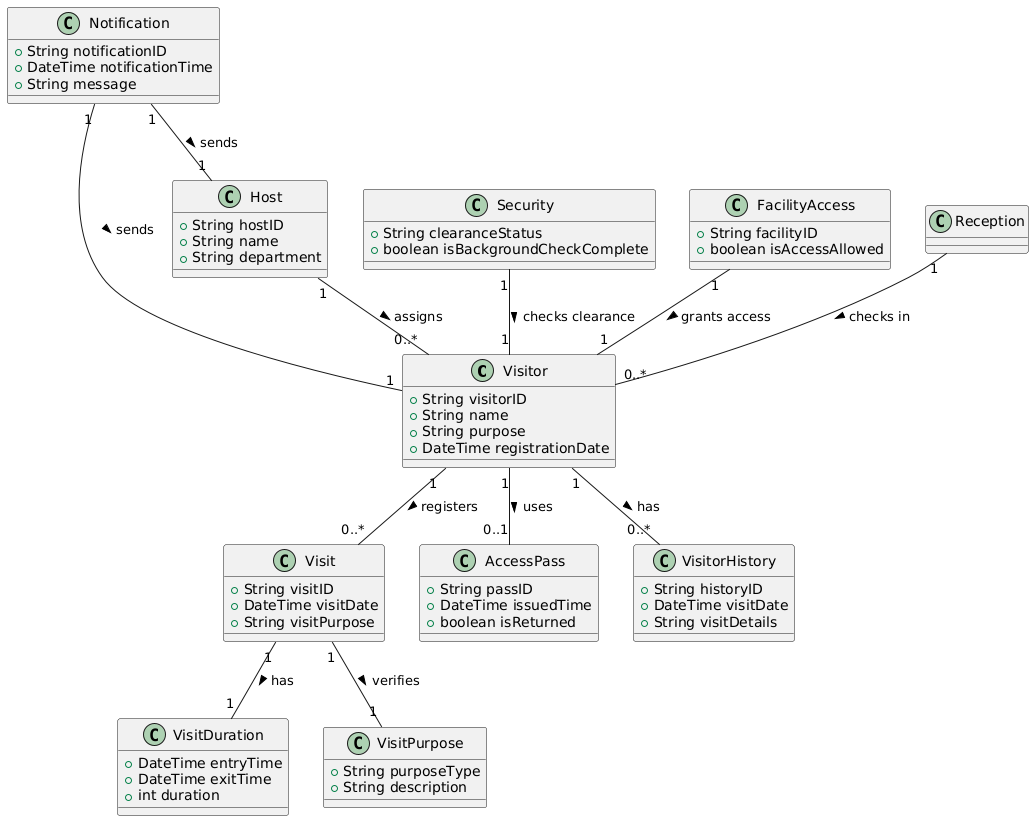 C Notification
String notificationID
DateTime notificationTime
String message
1
1
sends
sends
1
1
C Host
String hostID
String name
String department
C Security
String clearanceStatus
boolean isBackgroundCheckComplete
C FacilityAccess
String facilityID
boolean isAccessAllowed
C Reception
1
assigns
0..*
1
checks clearance
1
1
grants access
1
1
checks in
0..*
C Visitor
String visitorID
String name
String purpose
DateTime registrationDate
1
registers
0..*
1
uses
0..1
1
has
0..*
C Visit
String visitID
DateTime visitDate
String visitPurpose
C AccessPass
String passID
DateTime issuedTime
boolean isReturned
C VisitorHistory
String historyID
DateTime visitDate
String visitDetails
1
has
1
1
verifies
1
C VisitDuration
DateTime entryTime
DateTime exitTime
int duration
C VisitPurpose
String purposeType
String description